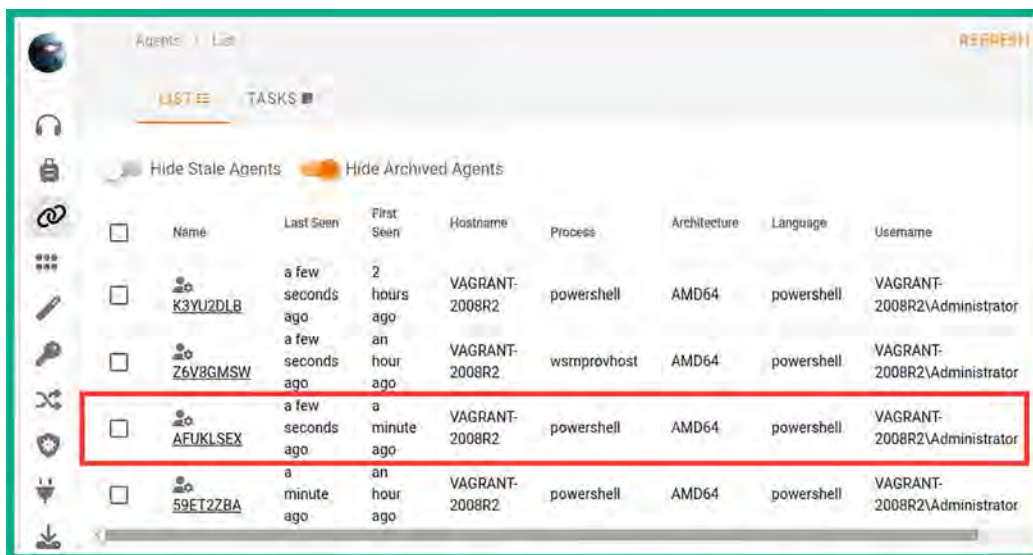 Agents / List
REFRESH
LIST TASKS
Hide Stale Agents Hide Archived Agents
Name Last Seen First Seen Hostname Process Architecture Language Username
K3YU2DLB a few seconds ago 2 hours ago VAGRANT-2008R2 powershell AMD64 powershell VAGRANT-2008R2\Administrator
Z6V8GMSW a few seconds ago an hour ago VAGRANT-2008R2 wsmprovhost AMD64 powershell VAGRANT-2008R2\Administrator
AFUKLSEX a few seconds ago a minute ago VAGRANT-2008R2 powershell AMD64 powershell VAGRANT-2008R2\Administrator
59ET2ZBA a minute ago an hour ago VAGRANT-2008R2 powershell AMD64 powershell VAGRANT-2008R2\Administrator